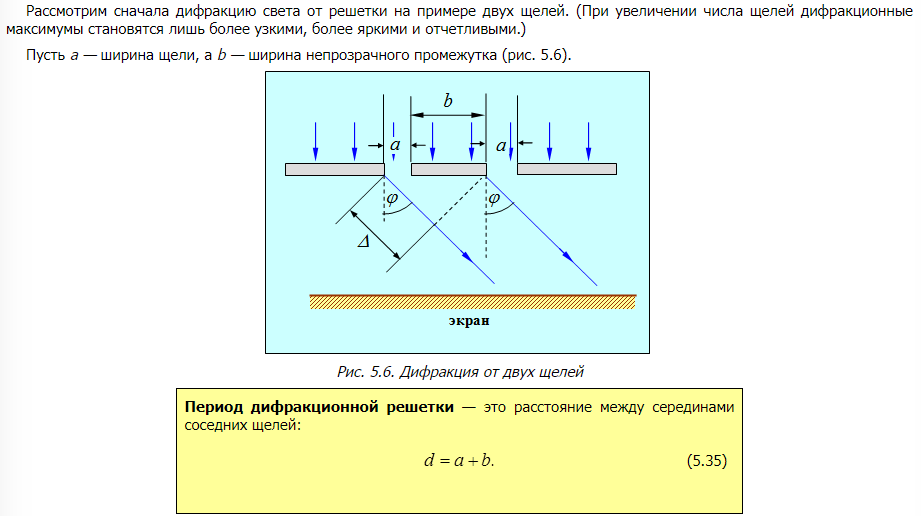 Рассмотрим сначала дифракцию света от решетки на примере двух щелей. (При увеличении числа щелей дифракционные
максимумы становятся лишь более узкими, более яркими и отчетливыми.)
Пусть a — ширина щели, а b — ширина непрозрачного промежутка (рис. 5.6).
b
a
a
φ
φ
Δ
экран
Рис. 5.6. Дифракция от двух щелей
Период дифракционной решетки — это расстояние между серединами
соседних щелей:
d = a + b. (5.35)